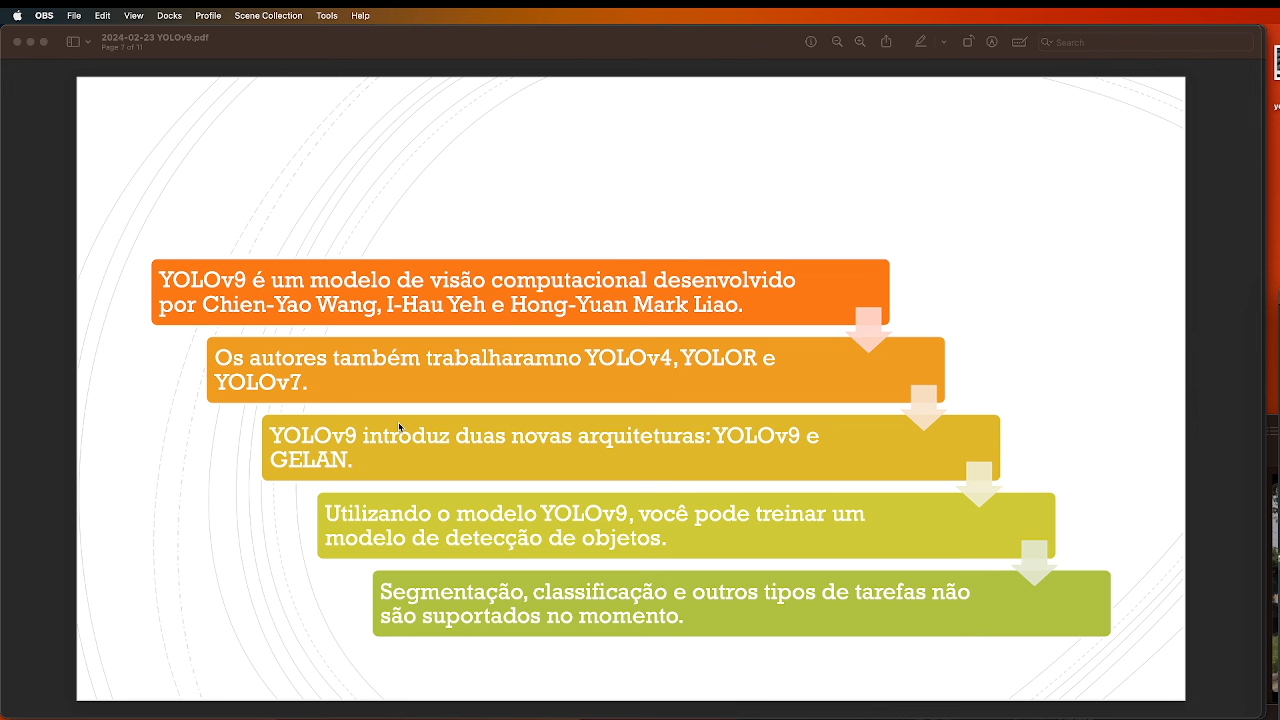 OBS File Edit View Docks Profile Scene Collection Tools Help
2024-02-23 YOLOv9.pdf
Page 7 of 11
Search
YOLOv9 é um modelo de visão computacional desenvolvido
por Chien-Yao Wang, I-Hau Yeh e Hong-Yuan Mark Liao.
Os autores também trabalharamno YOLOv4, YOLOR e
YOLOv7.
YOLOv9 introduz duas novas arquiteturas: YOLOv9 e
GELAN.
Utilizando o modelo YOLOv9, você pode treinar um
modelo de detecção de objetos.
Segmentação, classificação e outros tipos de tarefas não
são suportados no momento.